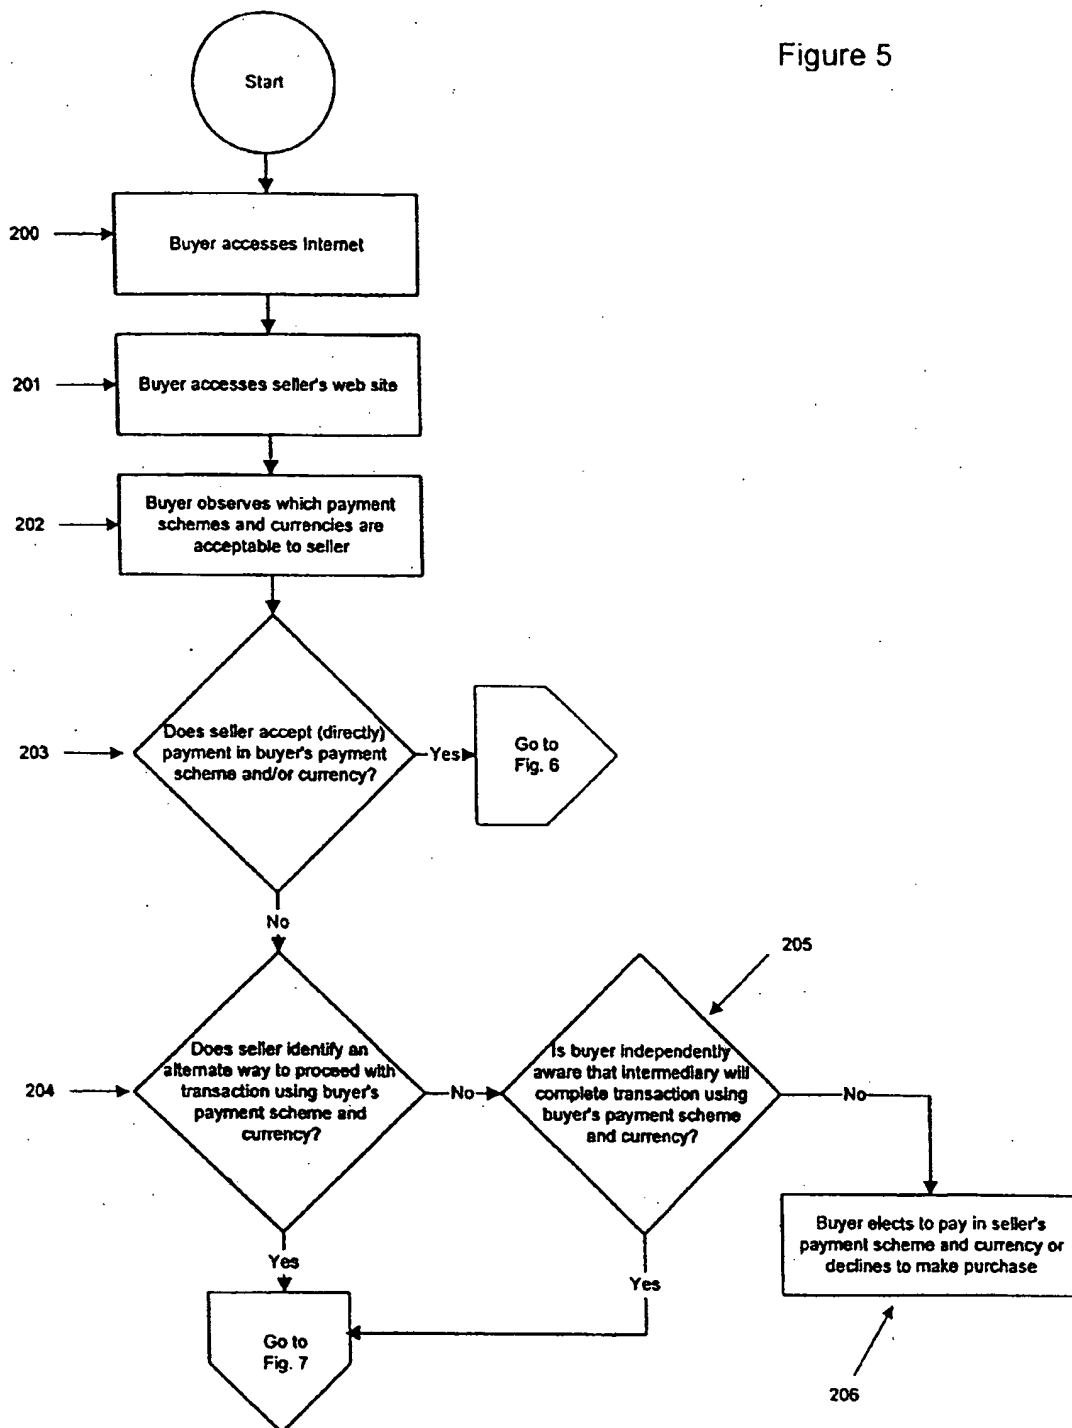 Figure 5
Start
200
Buyer accesses Internet
201
Buyer accesses seller's web site
202
Buyer observes which payment
schemes and currencies are
acceptable to seller
203
Does seller accept (directly)
payment in buyer's payment
scheme and/or currency?
Yes
Go to
Fig. 6
No
204
Does seller identify an
alternate way to proceed with
transaction using buyer's
payment scheme and
currency?
No
205
Is buyer independently
aware that intermediary will
complete transaction using
buyer's payment scheme
and currency?
No
Buyer elects to pay in seller's
payment scheme and currency or
declines to make purchase
206
Yes
Yes
Go to
Fig. 7